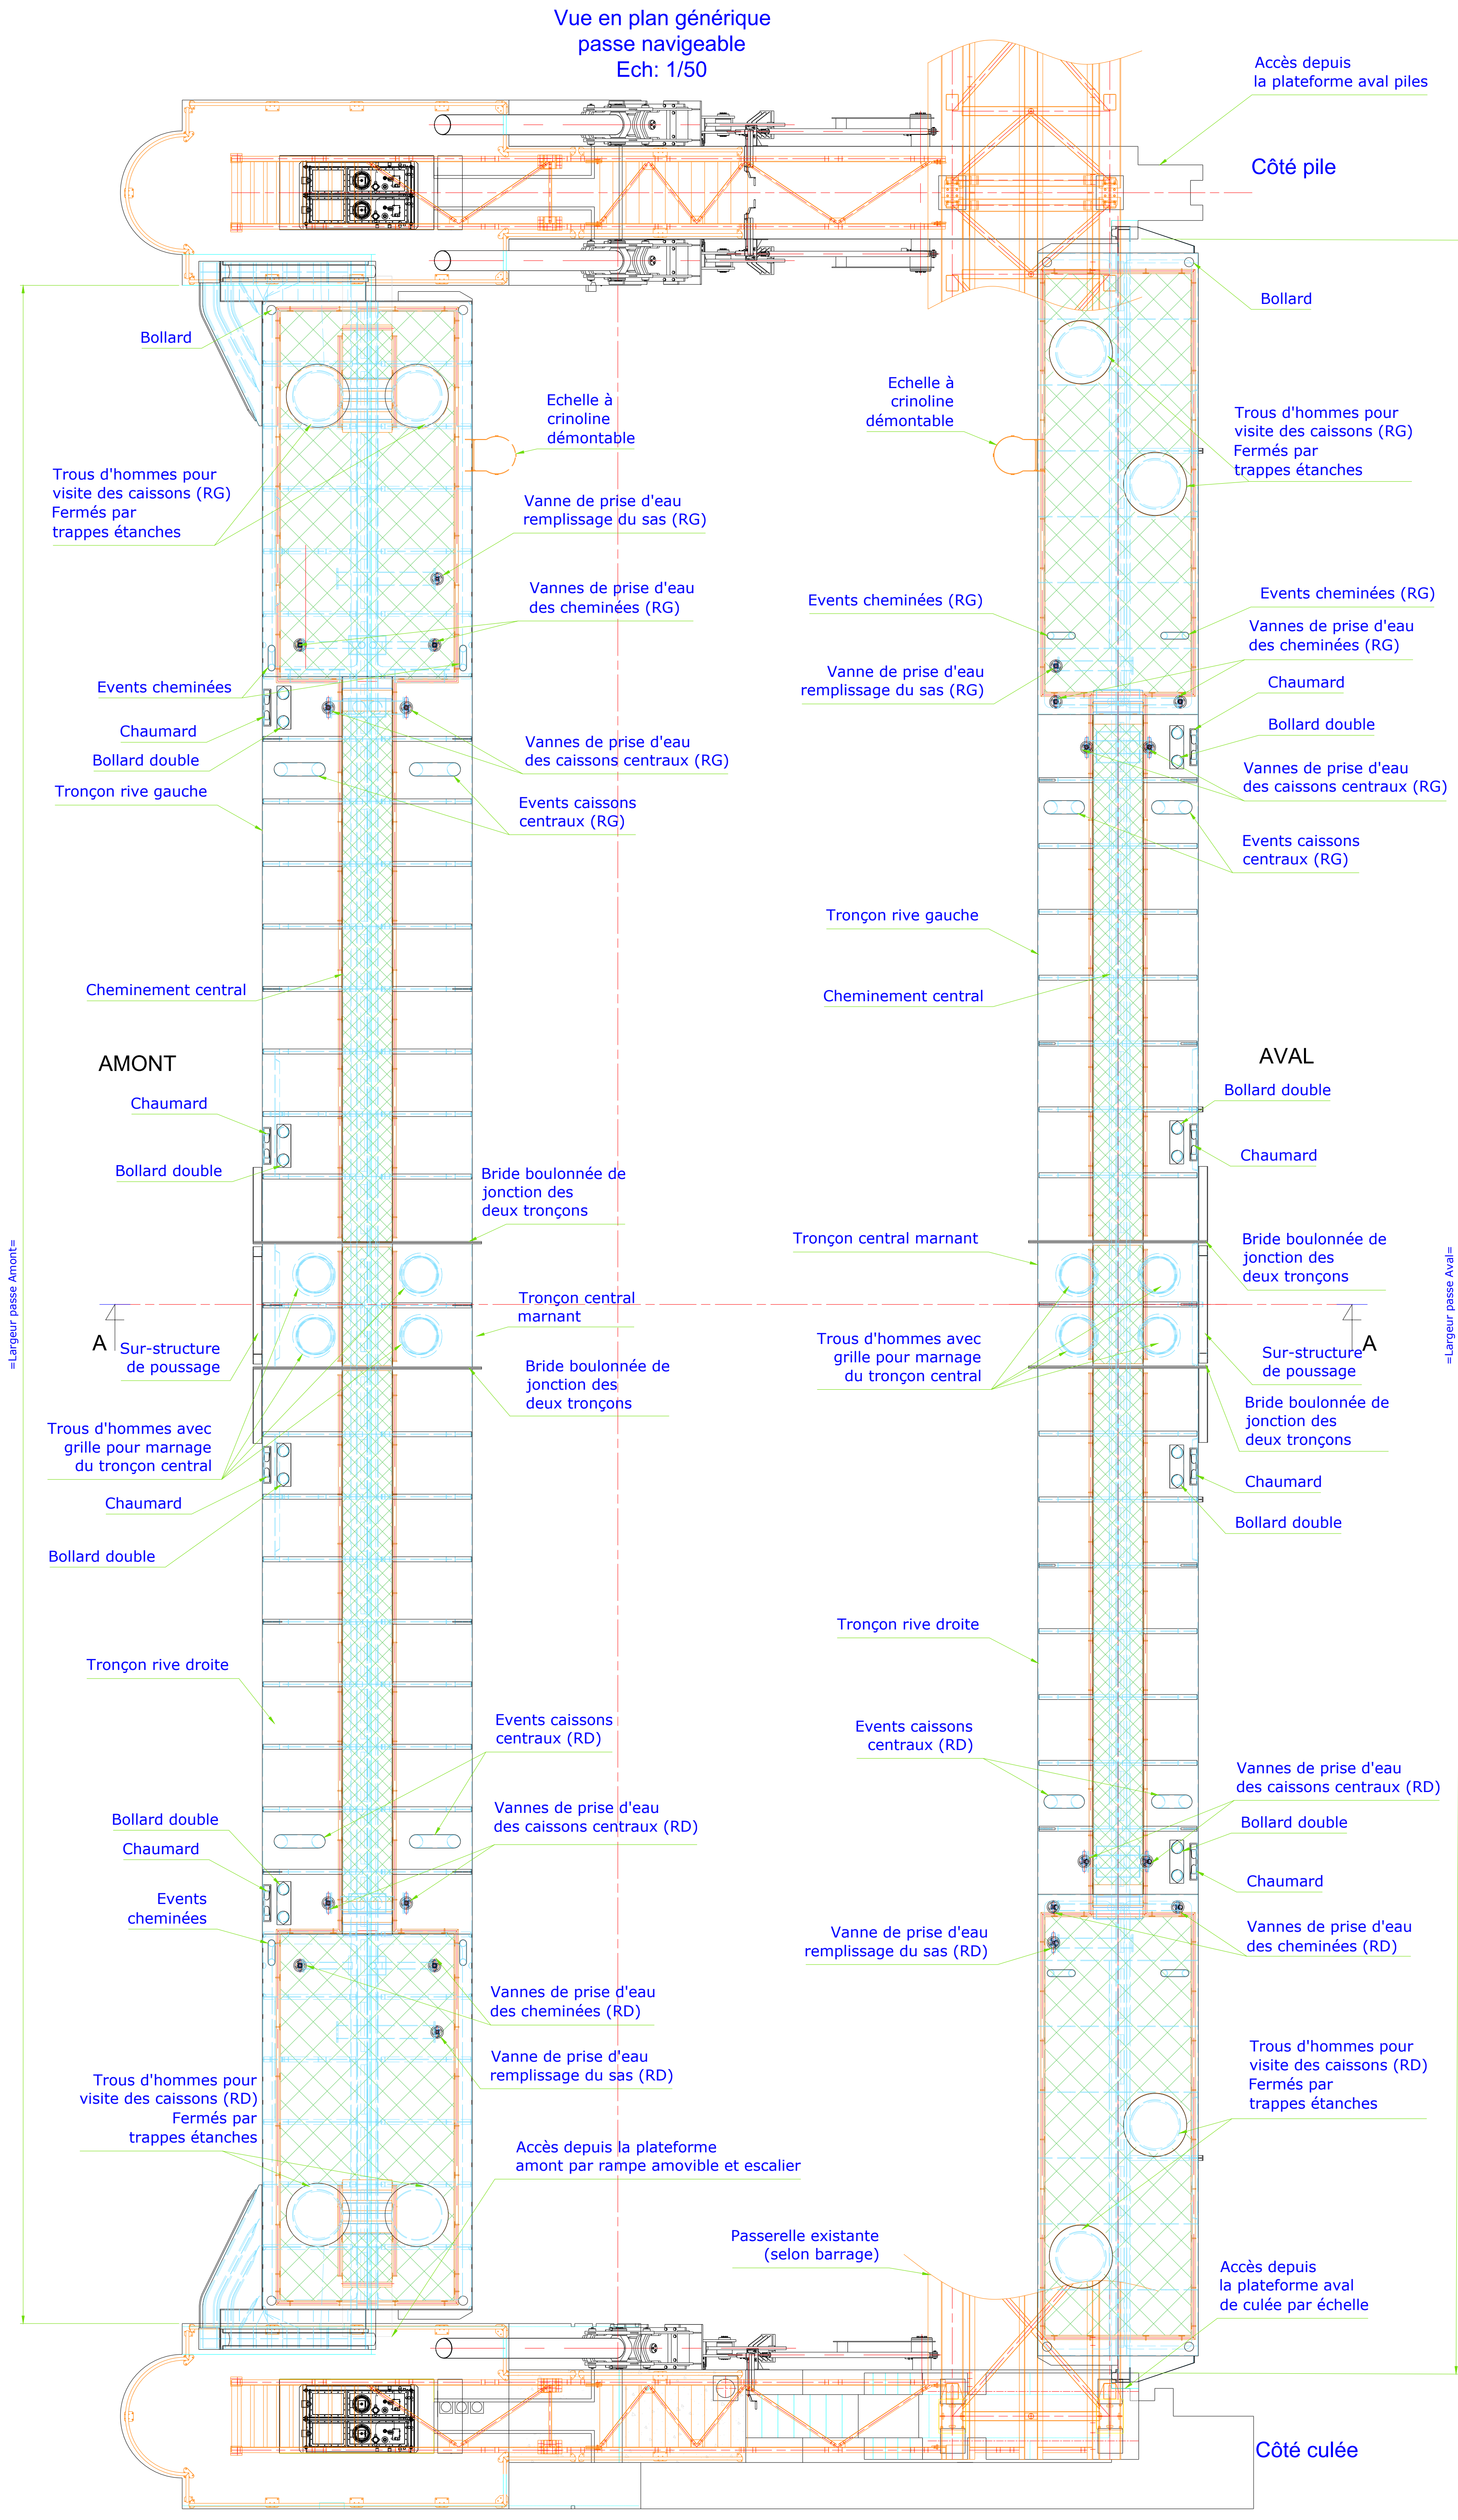 Vue en plan générique
passe navigeable
Ech: 1/50
Accès depuis
la plateforme aval piles
Côté pile
Bollard
Bollard
Echelle à
crinoline
démontable
Echelle à
crinoline
démontable
Trous d'hommes pour
visite des caissons (RG)
Fermés par
trappes étanches
Trous d'hommes pour
visite des caissons (RG)
Fermés par
trappes étanches
Vanne de prise d'eau
remplissage du sas (RG)
Vannes de prise d'eau
des cheminées (RG)
Events cheminées (RG)
Events cheminées (RG)
Vannes de prise d'eau
des cheminées (RG)
Vanne de prise d'eau
remplissage du sas (RG)
Events cheminées
Chaumard
Chaumard
Bollard double
Bollard double
Vannes de prise d'eau
des caissons centraux (RG)
Vannes de prise d'eau
des caissons centraux (RG)
Tronçon rive gauche
Events caissons
centraux (RG)
Events caissons
centraux (RG)
Tronçon rive gauche
Cheminement central
Cheminement central
AMONT
AVAL
Chaumard
Bollard double
Bollard double
Chaumard
Bride boulonnée de
jonction des
deux tronçons
Tronçon central marnant
Bride boulonnée de
jonction des
deux tronçons
=Largeur passe Amont=
=Largeur passe Aval=
Tronçon central
marnant
A
A
Sur-structure
de poussage
Trous d'hommes avec
grille pour marnage
du tronçon central
Sur-structure
de poussage
Bride boulonnée de
jonction des
deux tronçons
Bride boulonnée de
jonction des
deux tronçons
Trous d'hommes avec
grille pour marnage
du tronçon central
Chaumard
Chaumard
Bollard double
Bollard double
Tronçon rive droite
Tronçon rive droite
Events caissons
centraux (RD)
Events caissons
centraux (RD)
Vannes de prise d'eau
des caissons centraux (RD)
Vannes de prise d'eau
des caissons centraux (RD)
Bollard double
Bollard double
Chaumard
Chaumard
Events
cheminées
Vanne de prise d'eau
remplissage du sas (RD)
Vannes de prise d'eau
des cheminées (RD)
Vannes de prise d'eau
des cheminées (RD)
Vanne de prise d'eau
remplissage du sas (RD)
Trous d'hommes pour
visite des caissons (RD)
Fermés par
trappes étanches
Trous d'hommes pour
visite des caissons (RD)
Fermés par
trappes étanches
Accès depuis la plateforme
amont par rampe amovible et escalier
Passerelle existante
(selon barrage)
Accès depuis
la plateforme aval
de culée par échelle
Côté culée